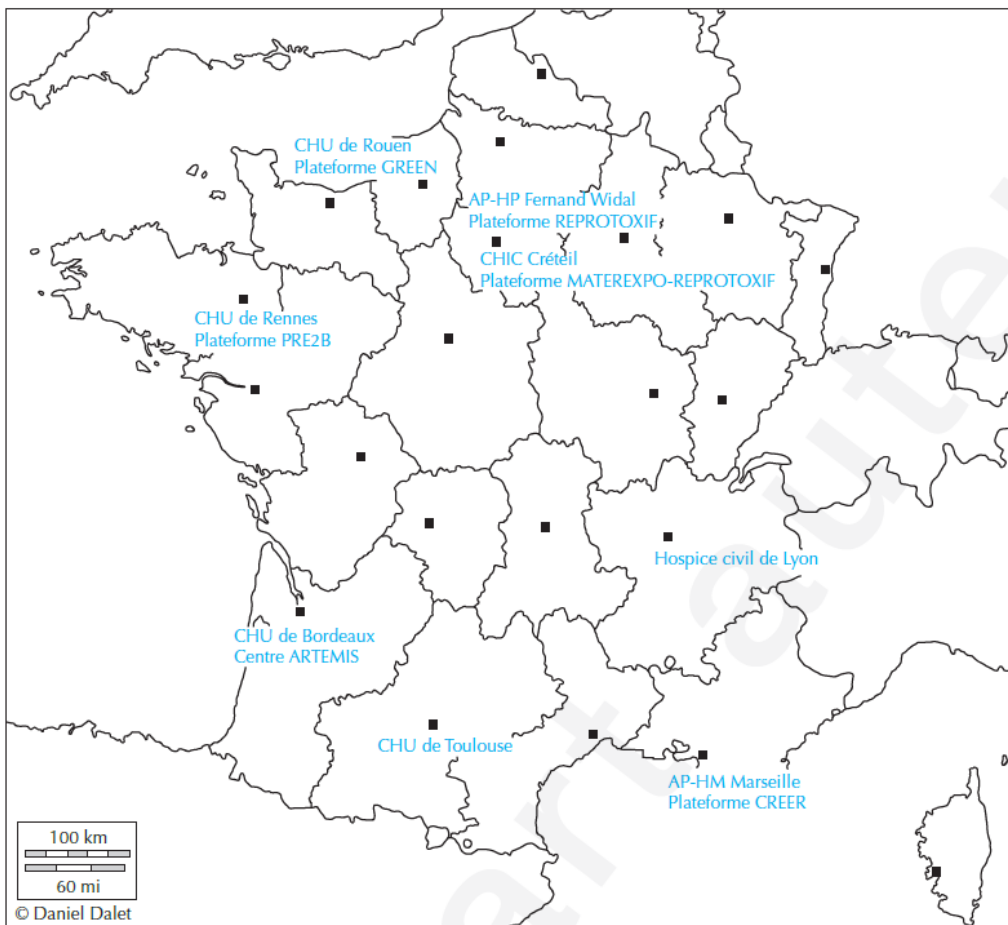 CHU de Rouen
Plateforme GREEN
AP-HP Fernand Widal
Plateforme REPROTOXIF
CHIC Créteil
Plateforme MATEREXPO-REPROTOXIF
CHU de Rennes
Plateforme PRE2B
Hospice civil de Lyon
CHU de Bordeaux
Centre ARTEMIS
CHU de Toulouse
AP-HM Marseille
Plateforme CREER
100 km
60 mi
© Daniel Dalet
art aute